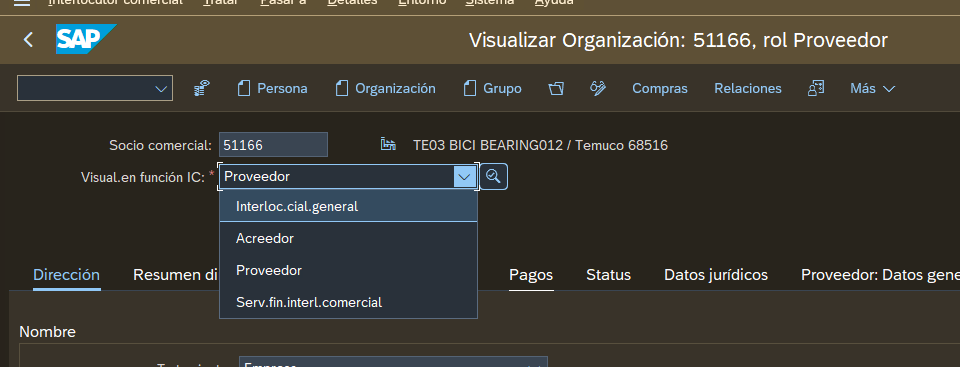 Interlocutor comercial Tratar Pasar a Detalles Entorno Sistema Ayuda
SAP
Visualizar Organización: 51166, rol Proveedor
Persona Organización Grupo Compras Relaciones Más
Socio comercial: 51166 TE03 BICI BEARING012 / Temuco 68516
Visual.en función IC: * Proveedor
Interloc.cial.general
Acreedor
Proveedor
Serv.fin.interl.comercial
Dirección Resumen di Pagos Status Datos jurídicos Proveedor: Datos gene
Nombre
Empresa